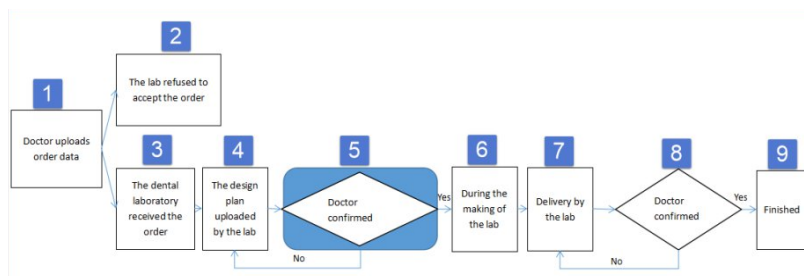 1
Doctor uploads
order data
2
The lab refused to
accept the order
3
The dental
laboratory
received the
order
4
The design
plan
uploaded
by the lab
5
Doctor
confirmed
Yes
No
6
During the
making of
the lab
7
Delivery by
the lab
8
Doctor
confirmed
Yes
No
9
Finished